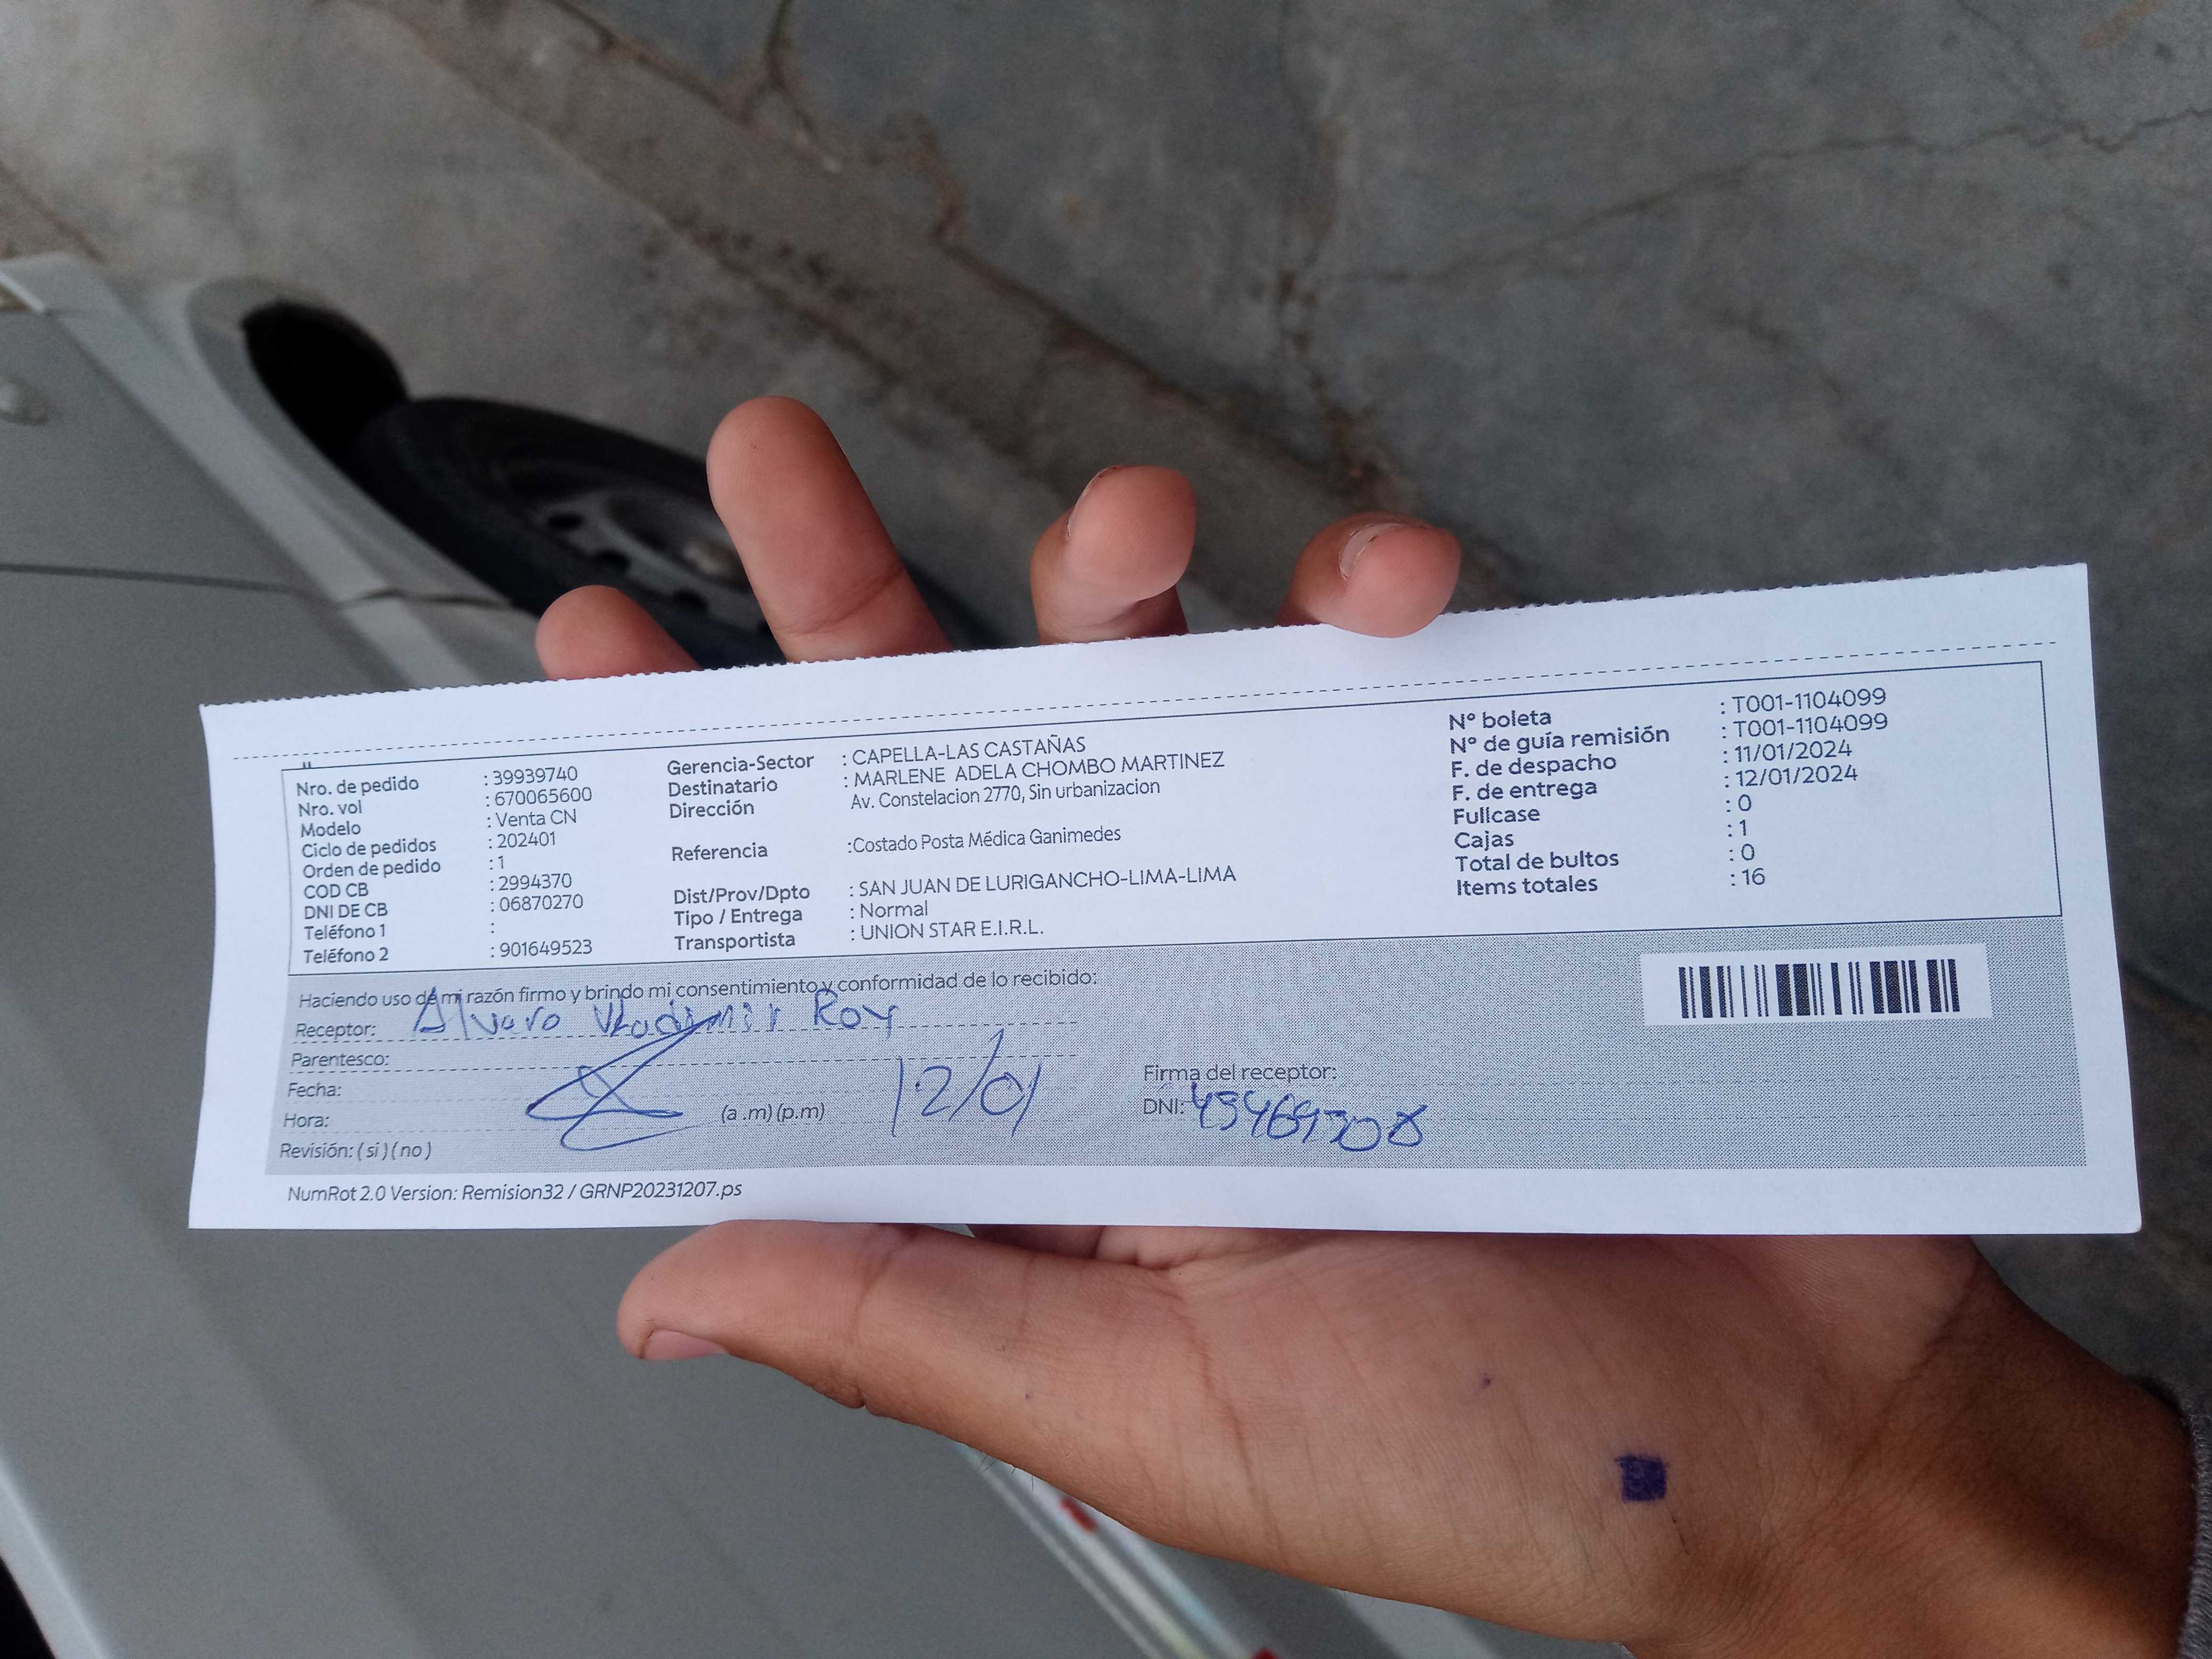 Nro. de pedido : 39939740
Nro. vol : 670065600
Modelo : Venta CN
Ciclo de pedidos : 202401
Orden de pedido : 1
COD CB : 2994370
DNI DE CB : 06870270
Teléfono 1 :
Teléfono 2 : 901649523
Gerencia-Sector : CAPELLA-LAS CASTAÑAS
Destinatario : MARLENE ADELA CHOMBO MARTINEZ
Dirección Av. Constelacion 2770, Sin urbanizacion
Referencia :Costado Posta Médica Ganimedes
Dist/Prov/Dpto : SAN JUAN DE LURIGANCHO-LIMA-LIMA
Tipo / Entrega : Normal
Transportista : UNION STAR E.I.R.L.
Nº boleta : T001-1104099
Nº de guía remisión : T001-1104099
F. de despacho : 11/01/2024
F. de entrega : 12/01/2024
Fullcase : 0
Cajas : 1
Total de bultos : 0
Items totales : 16
Haciendo uso de mi razón firmo y brindo mi consentimiento y conformidad de lo recibido:
Receptor: Alvaro Vladimir Roy
Parentesco:
Fecha:
Hora: (a .m) (p.m) 12/01
Revisión: ( si ) ( no )
Firma del receptor:
DNI:
NumRot 2.0 Version: Remision32 / GRNP20231207.ps